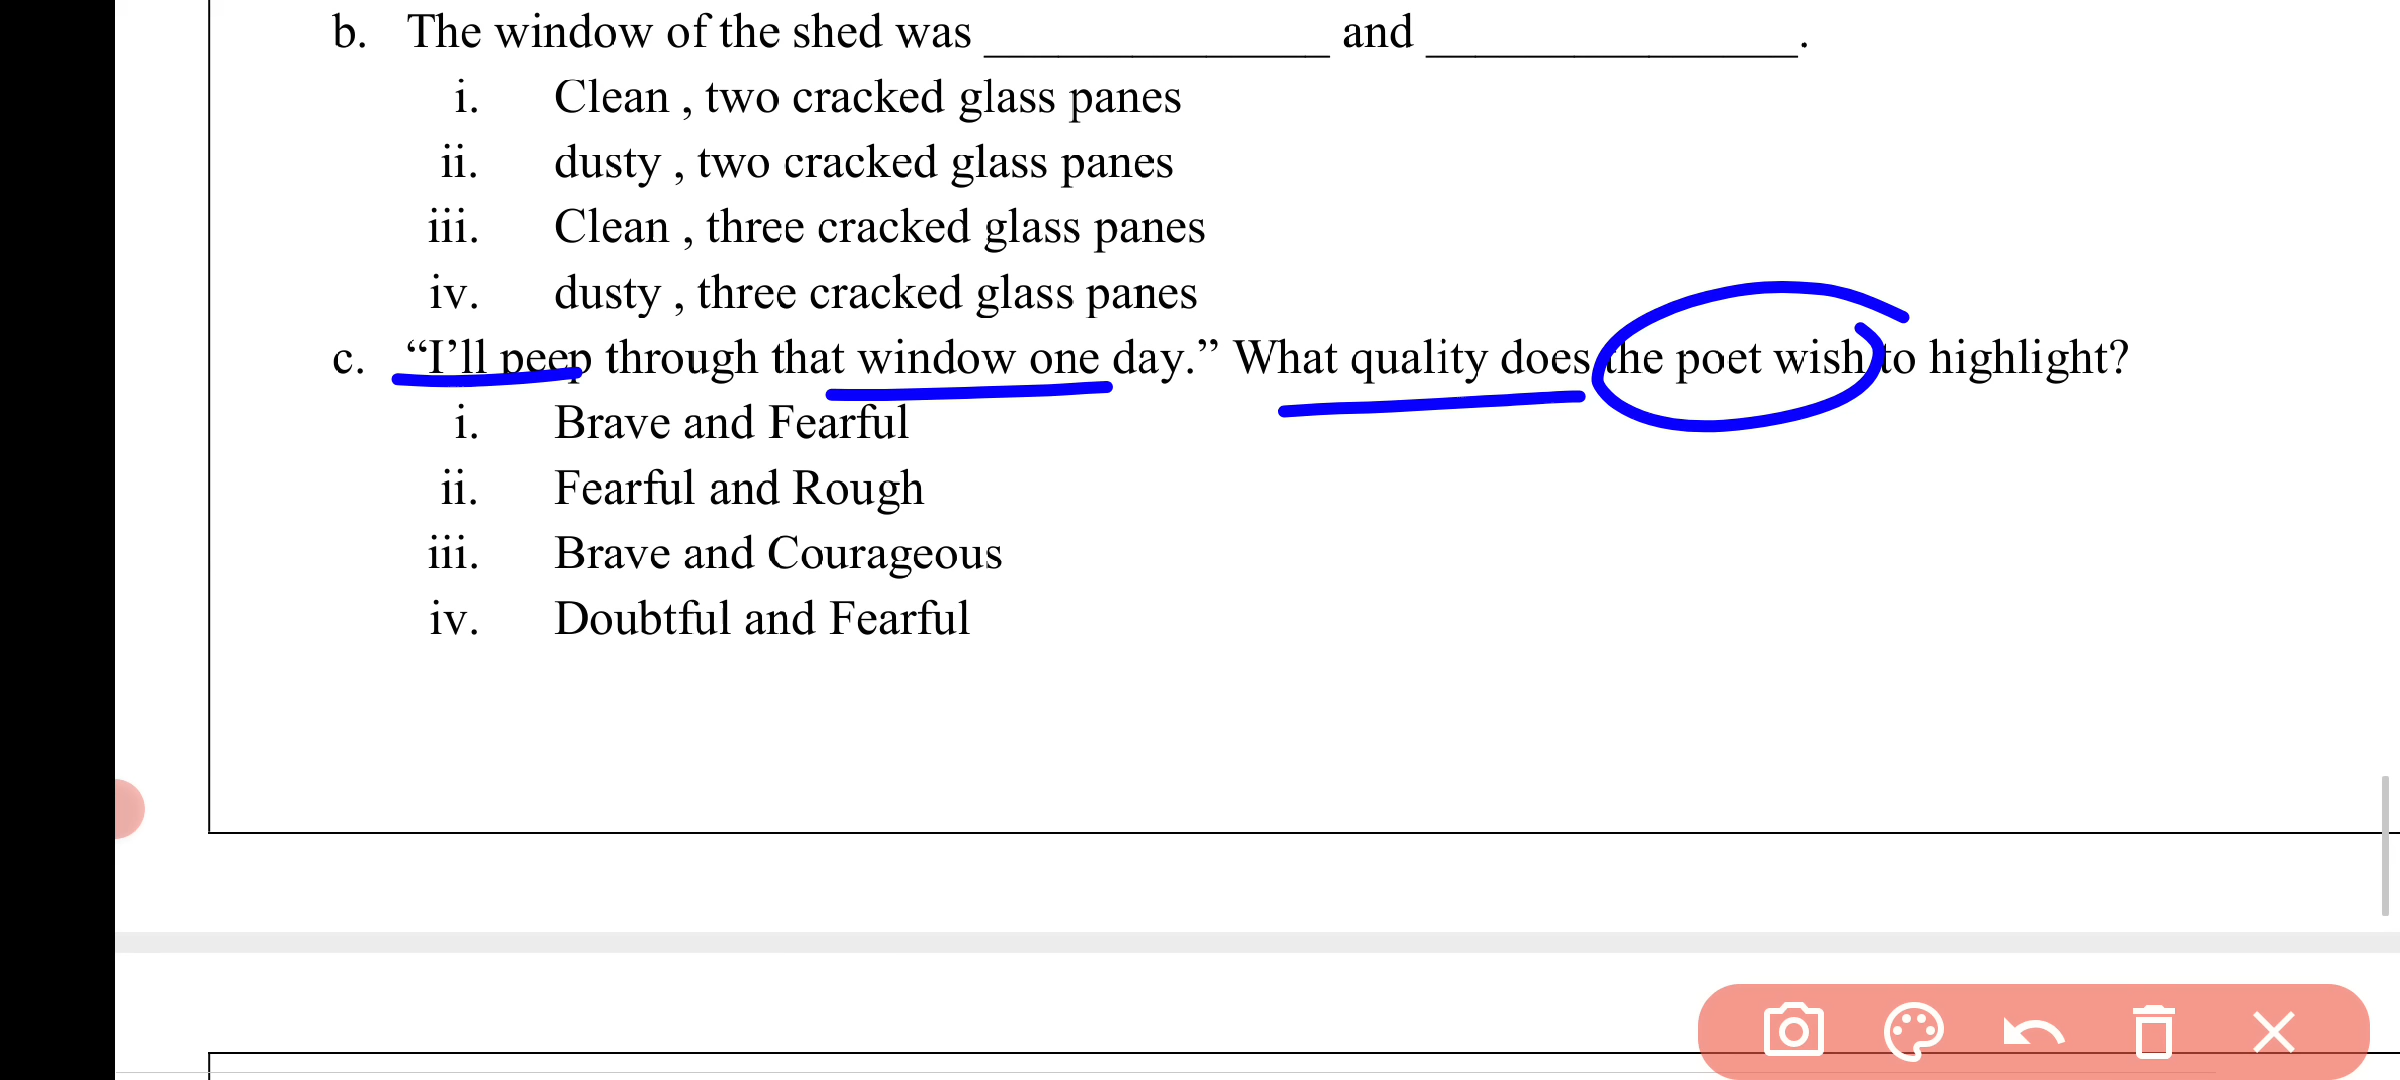 b. The window of the shed was ______________ and ______________.
i. Clean , two cracked glass panes
ii. dusty , two cracked glass panes
iii. Clean , three cracked glass panes
iv. dusty , three cracked glass panes
c. “I’ll peep through that window one day.” What quality does the poet wish to highlight?
i. Brave and Fearful
ii. Fearful and Rough
iii. Brave and Courageous
iv. Doubtful and Fearful